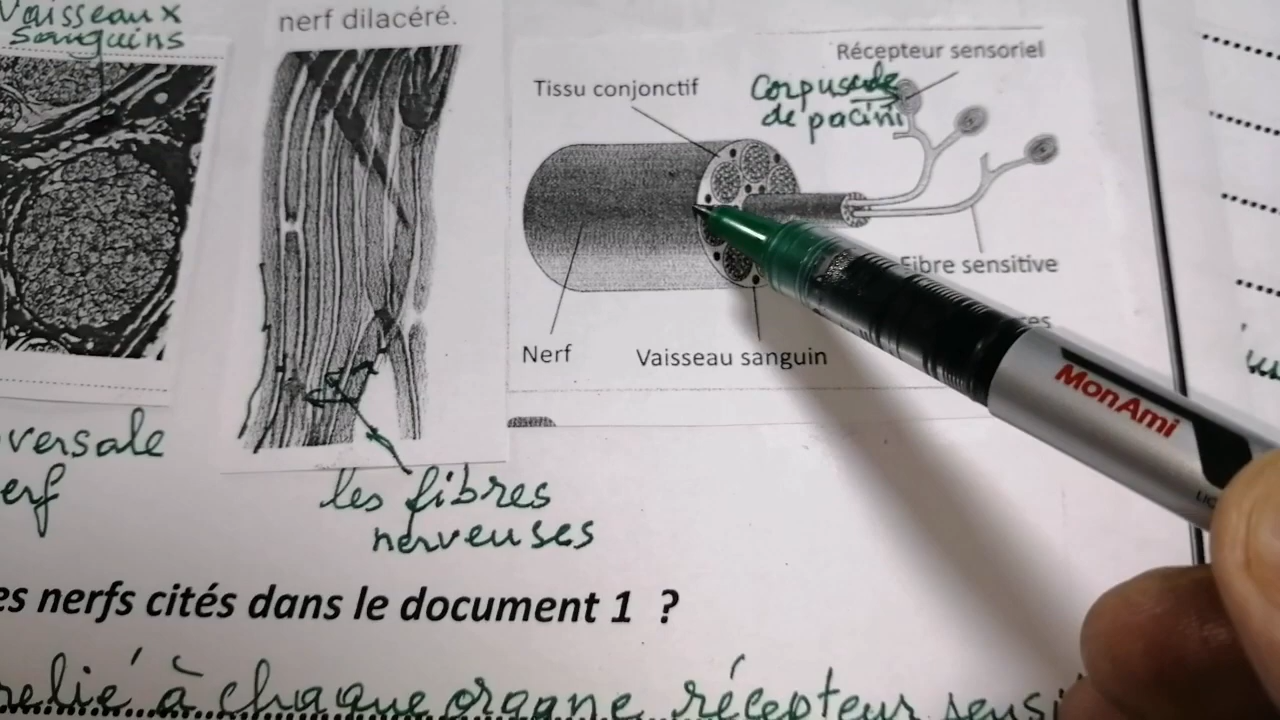 Vaisseaux
sanguins
nerf dilacéré.
Récepteur sensoriel
Tissu conjonctif
Corpuscule
de pacini
Fibre sensitive
Nerf
Vaisseau sanguin
versale
erf
les fibres
nerveuses
es nerfs cités dans le document 1 ?
relié à chaque organe récepteur sensi
MonAmi